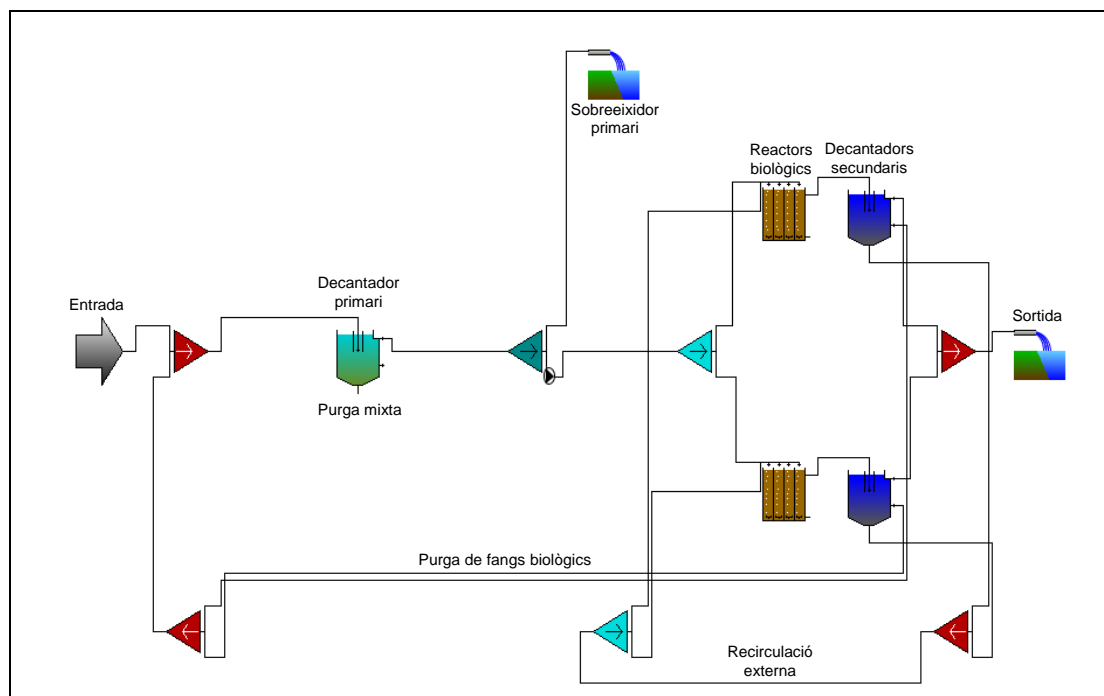 Sobreeixidor
primari
Reactors
biològics
Decantadors
secundaris
Decantador
primari
Entrada
Sortida
Purga mixta
Purga de fangs biològics
Recirculació
externa